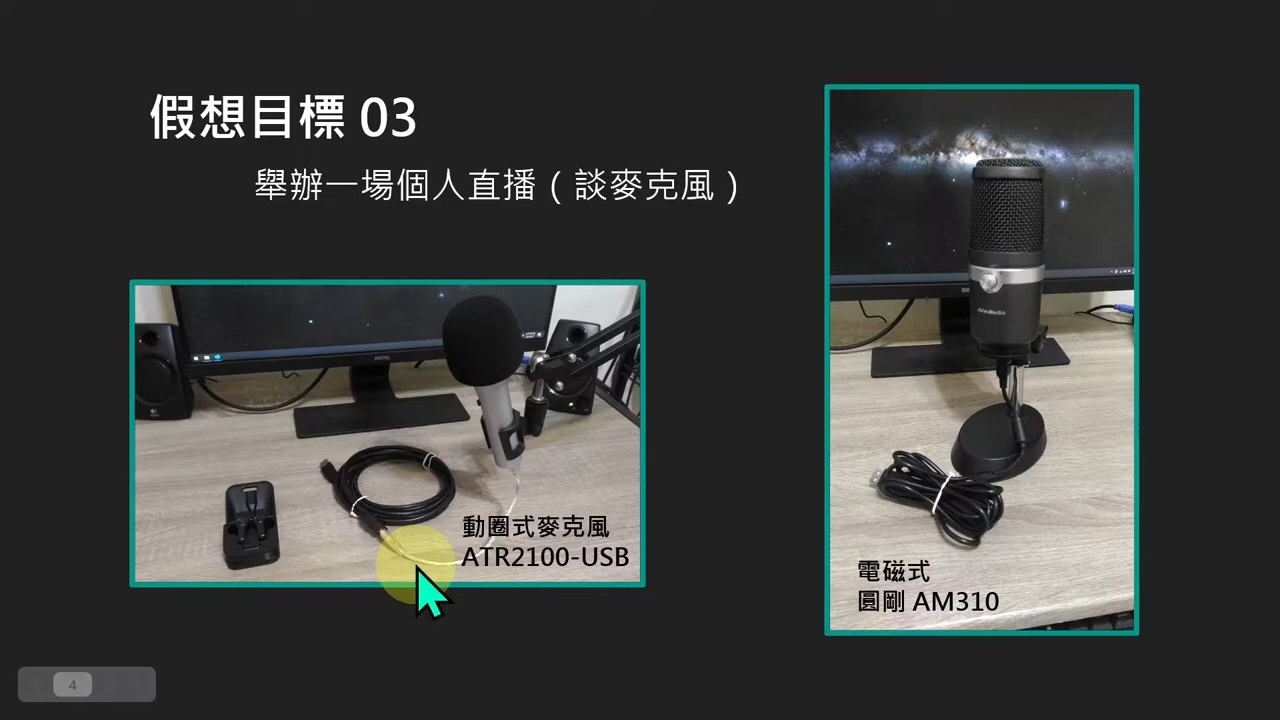 假想目標 03
舉辦一場個人直播（談麥克風）
動圈式麥克風
ATR2100-USB
AVerMedia
電磁式
圓剛 AM310
4